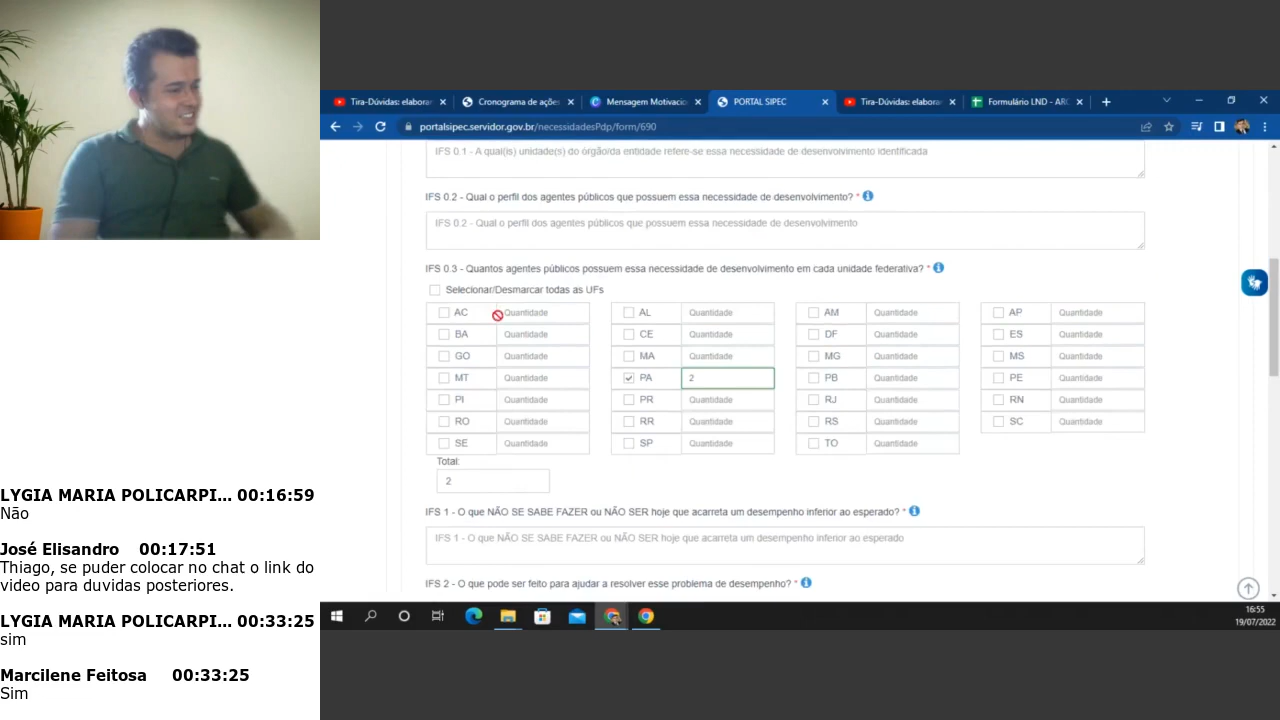 Tira-Dúvidas: elabora
Cronograma de ações
Mensagem Motivacio
PORTAL SIPEC
Tira-Dúvidas: elabora
Formulário LND - ARQ
portalsipec.servidor.gov.br/necessidadesPdp/form/690
IFS 0.1 - A qual(is) unidade(s) do órgão/da entidade refere-se essa necessidade de desenvolvimento identificada
IFS 0.2 - Qual o perfil dos agentes públicos que possuem essa necessidade de desenvolvimento? *
IFS 0.2 - Qual o perfil dos agentes públicos que possuem essa necessidade de desenvolvimento
IFS 0.3 - Quantos agentes públicos possuem essa necessidade de desenvolvimento em cada unidade federativa? *
Selecionar/Desmarcar todas as UFs
AC Quantidade AL Quantidade AM Quantidade AP Quantidade
BA Quantidade CE Quantidade DF Quantidade ES Quantidade
GO Quantidade MA Quantidade MG Quantidade MS Quantidade
MT Quantidade PA 2 PB Quantidade PE Quantidade
PI Quantidade PR Quantidade RJ Quantidade RN Quantidade
RO Quantidade RR Quantidade RS Quantidade SC Quantidade
SE Quantidade SP Quantidade TO Quantidade
Total:
2
IFS 1 - O que NÃO SE SABE FAZER ou NÃO SER hoje que acarreta um desempenho inferior ao esperado? *
IFS 1 - O que NÃO SE SABE FAZER ou NÃO SER hoje que acarreta um desempenho inferior ao esperado
IFS 2 - O que pode ser feito para ajudar a resolver esse problema de desempenho? *
16:55
19/07/2022
LYGIA MARIA POLICARPI... 00:16:59
Não
José Elisandro 00:17:51
Thiago, se puder colocar no chat o link do
video para duvidas posteriores.
LYGIA MARIA POLICARPI... 00:33:25
sim
Marcilene Feitosa 00:33:25
Sim